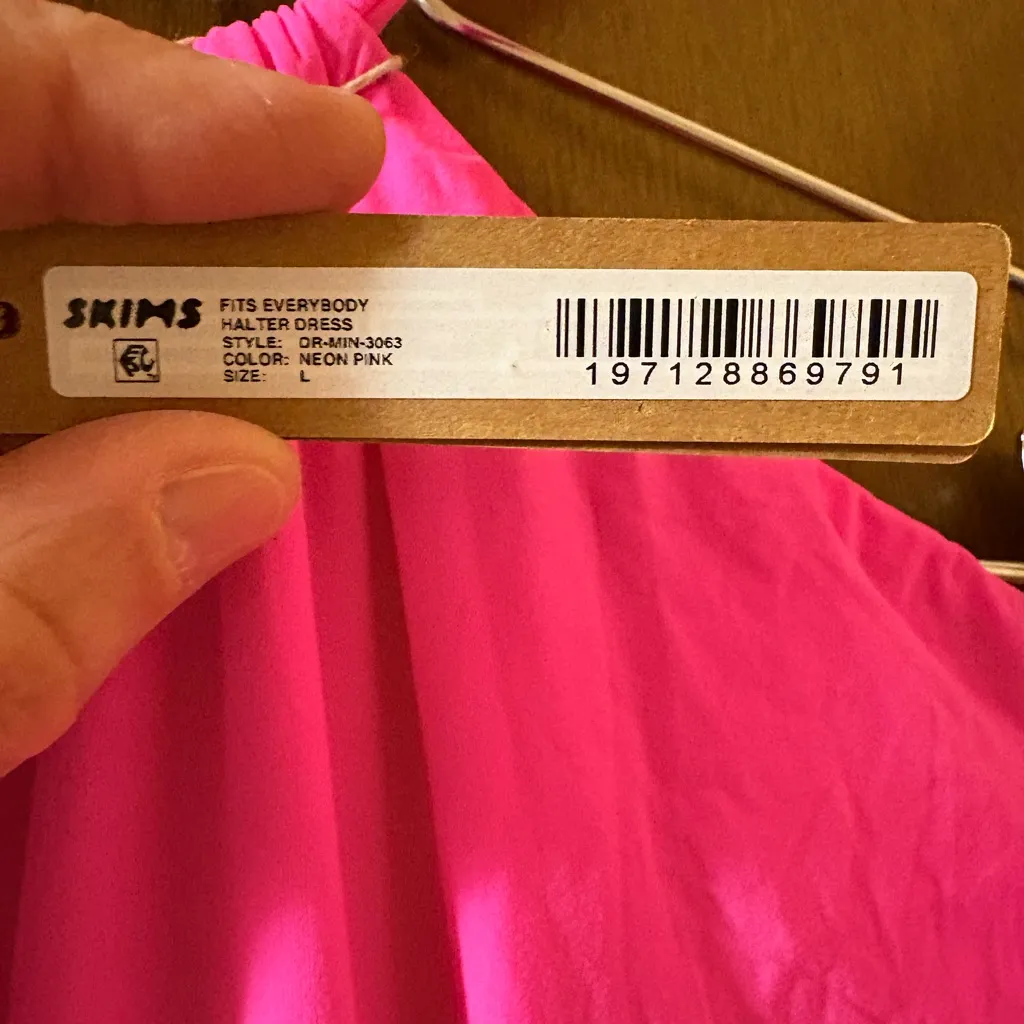 SKIMS
FITS EVERYBODY
HALTER DRESS
STYLE: DR-MIN-3063
COLOR: NEON PINK
SIZE: L
197128869791